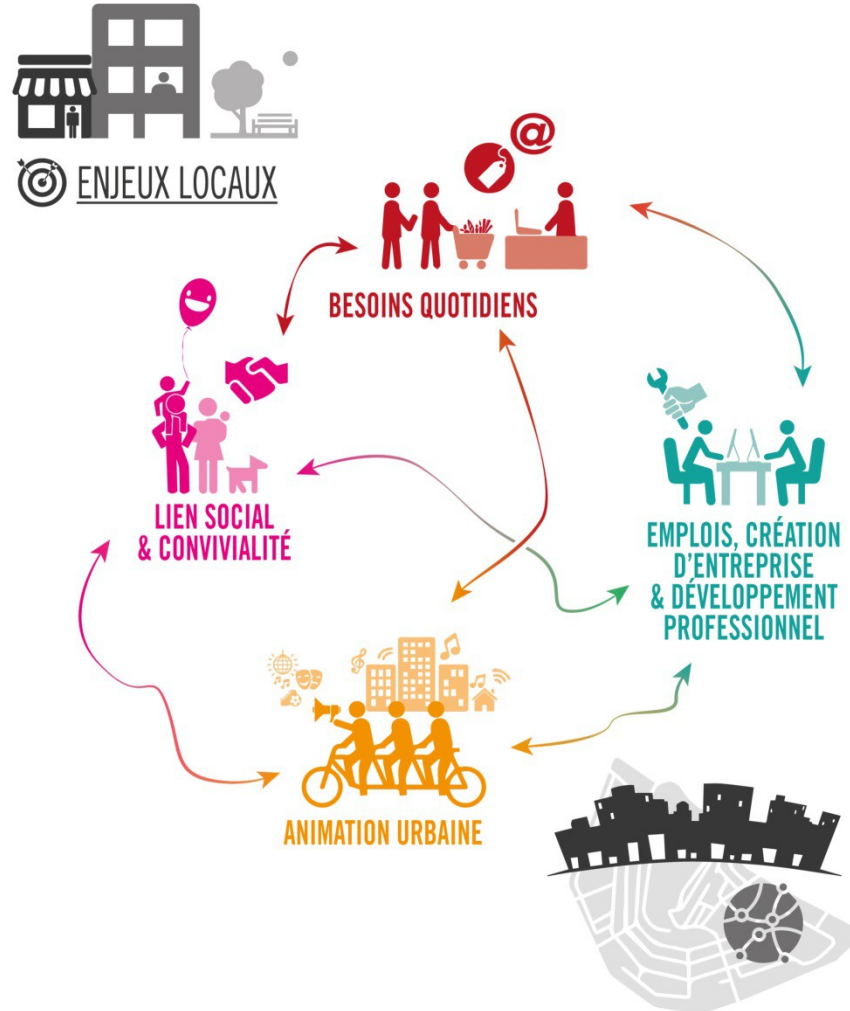 ENJEUX LOCAUX
@
BESOINS QUOTIDIENS
LIEN SOCIAL
& CONVIVIALITÉ
EMPLOIS, CRÉATION
D'ENTREPRISE
& DÉVELOPPEMENT
PROFESSIONNEL
ANIMATION URBAINE